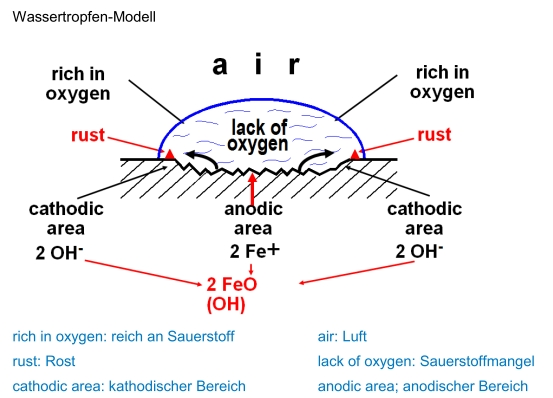 Wassertropfen-Modell
a i r
rich in
oxygen
rich in
oxygen
rust
lack of
oxygen
rust
cathodic
area
2 OH-
anodic
area
2 Fe+
cathodic
area
2 OH-
2 FeO
(OH)
rich in oxygen: reich an Sauerstoff
air: Luft
rust: Rost
lack of oxygen: Sauerstoffmangel
cathodic area: kathodischer Bereich
anodic area; anodischer Bereich